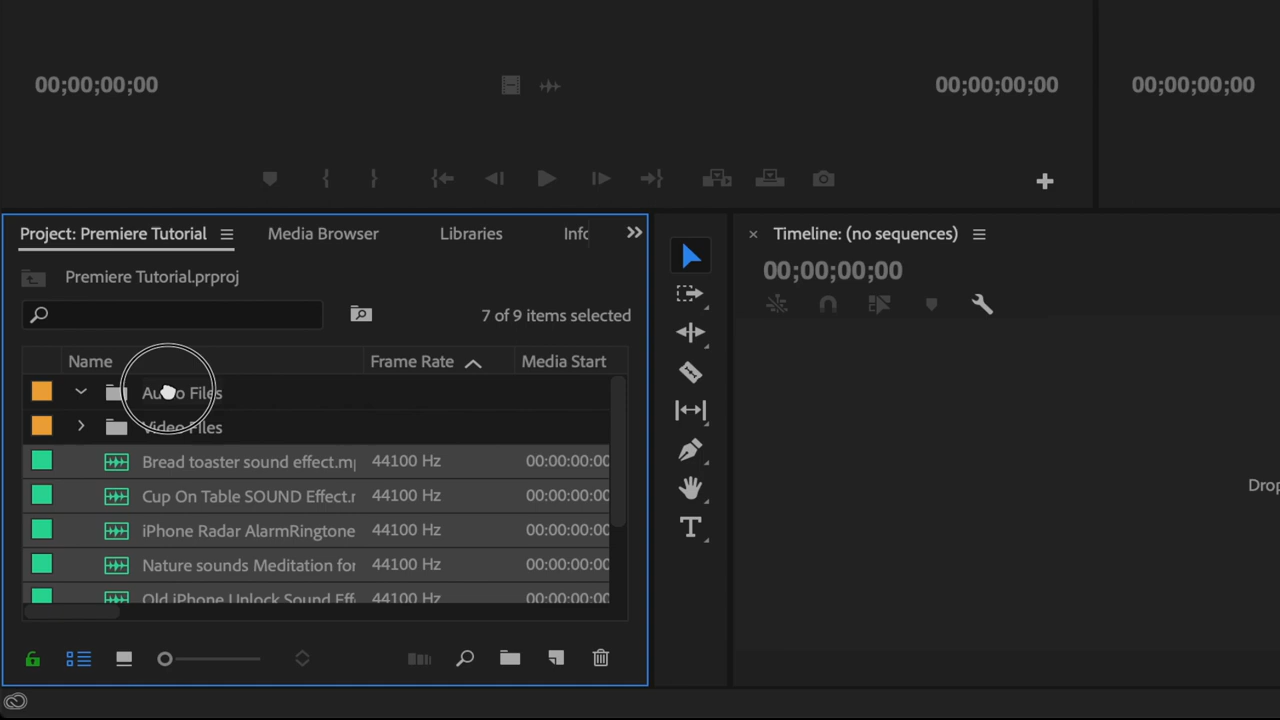 00;00;00;00
00;00;00;00
00;00;00;00
Project: Premiere Tutorial
Media Browser
Libraries
Info
Premiere Tutorial.prproj
7 of 9 items selected
Name
Frame Rate
Media Start
Audio Files
Video Files
Bread toaster sound effect.mp
44100 Hz
00:00:00:00
Cup On Table SOUND Effect.r
44100 Hz
00:00:00:00
iPhone Radar AlarmRingtone
44100 Hz
00:00:00:00
Nature sounds Meditation for
44100 Hz
00:00:00:00
Old iPhone Unlock Sound Eff
44100 Hz
00:00:00:00
Timeline: (no sequences)
00;00;00;00
Drop